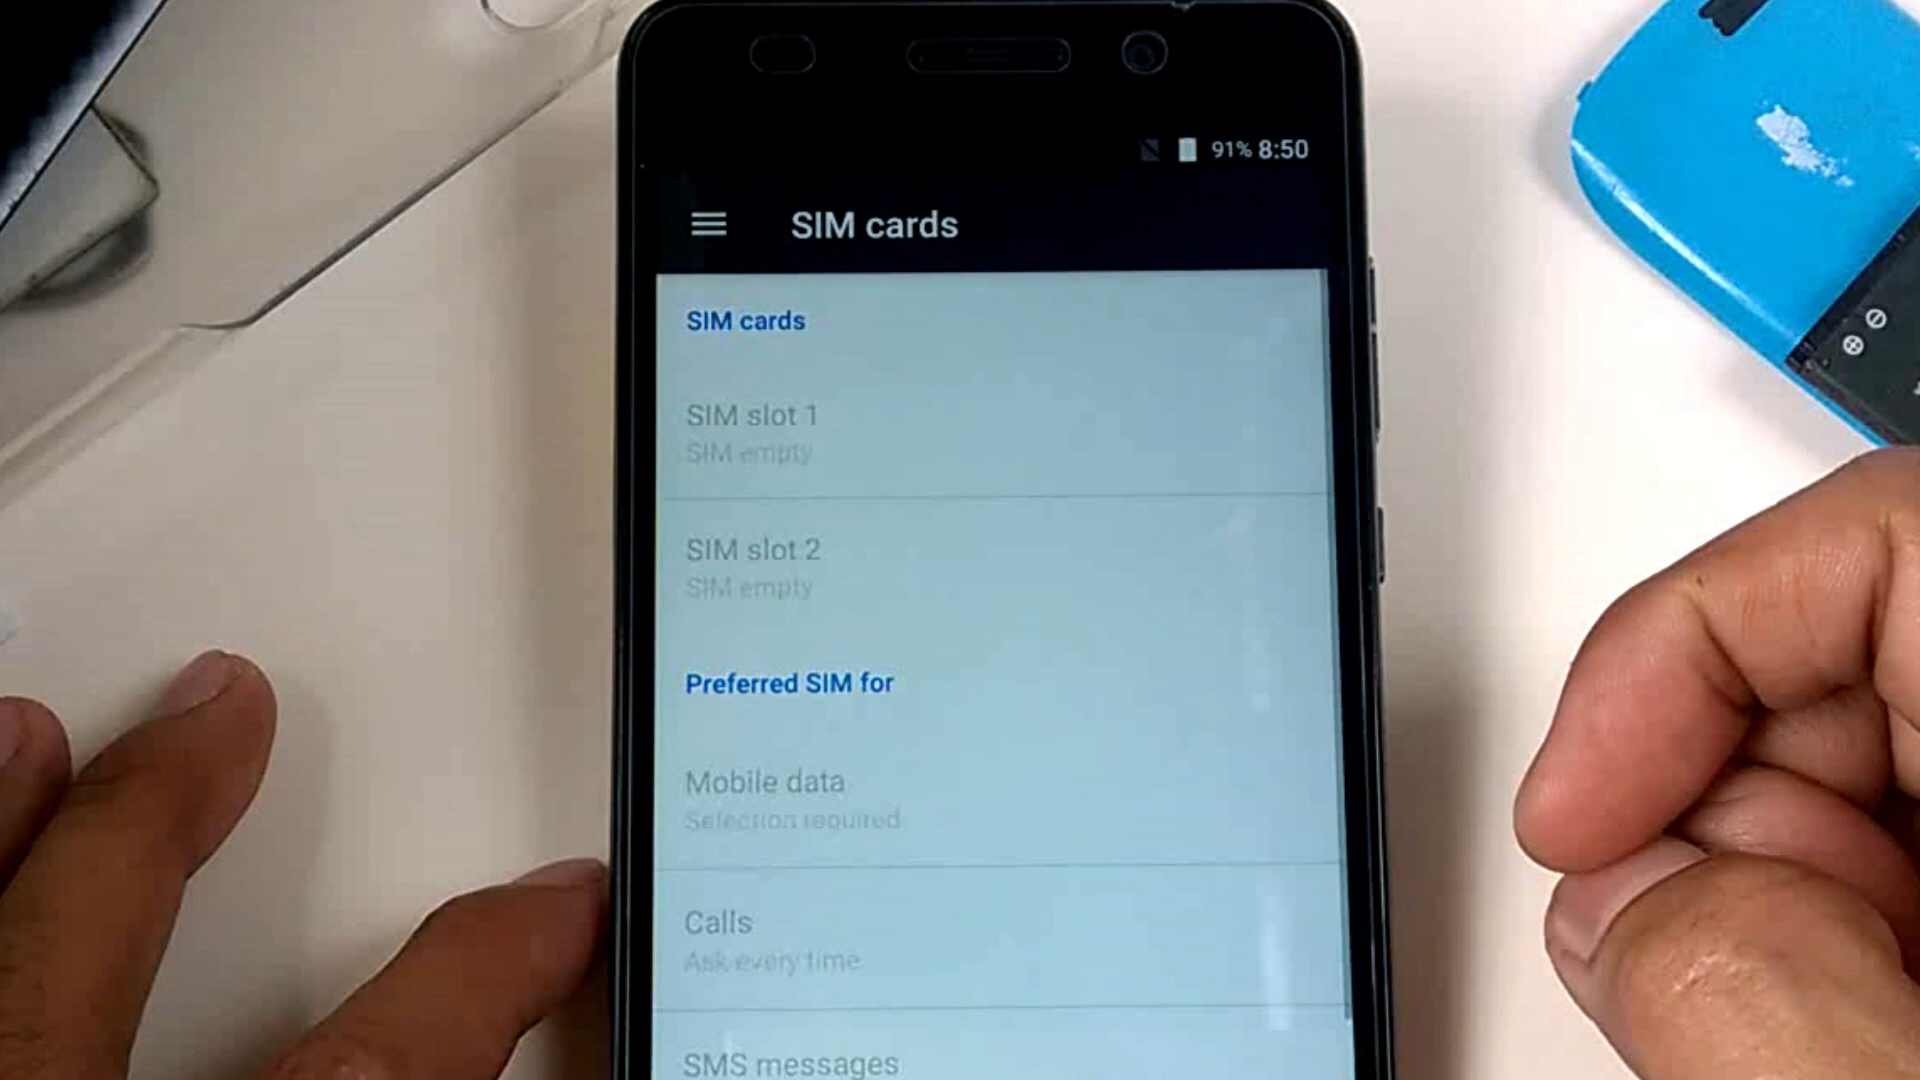 91% 8:50
SIM cards
SIM cards
SIM slot 1
SIM empty
SIM slot 2
SIM empty
Preferred SIM for
Mobile data
Selection required
Calls
Ask every time
SMS messages